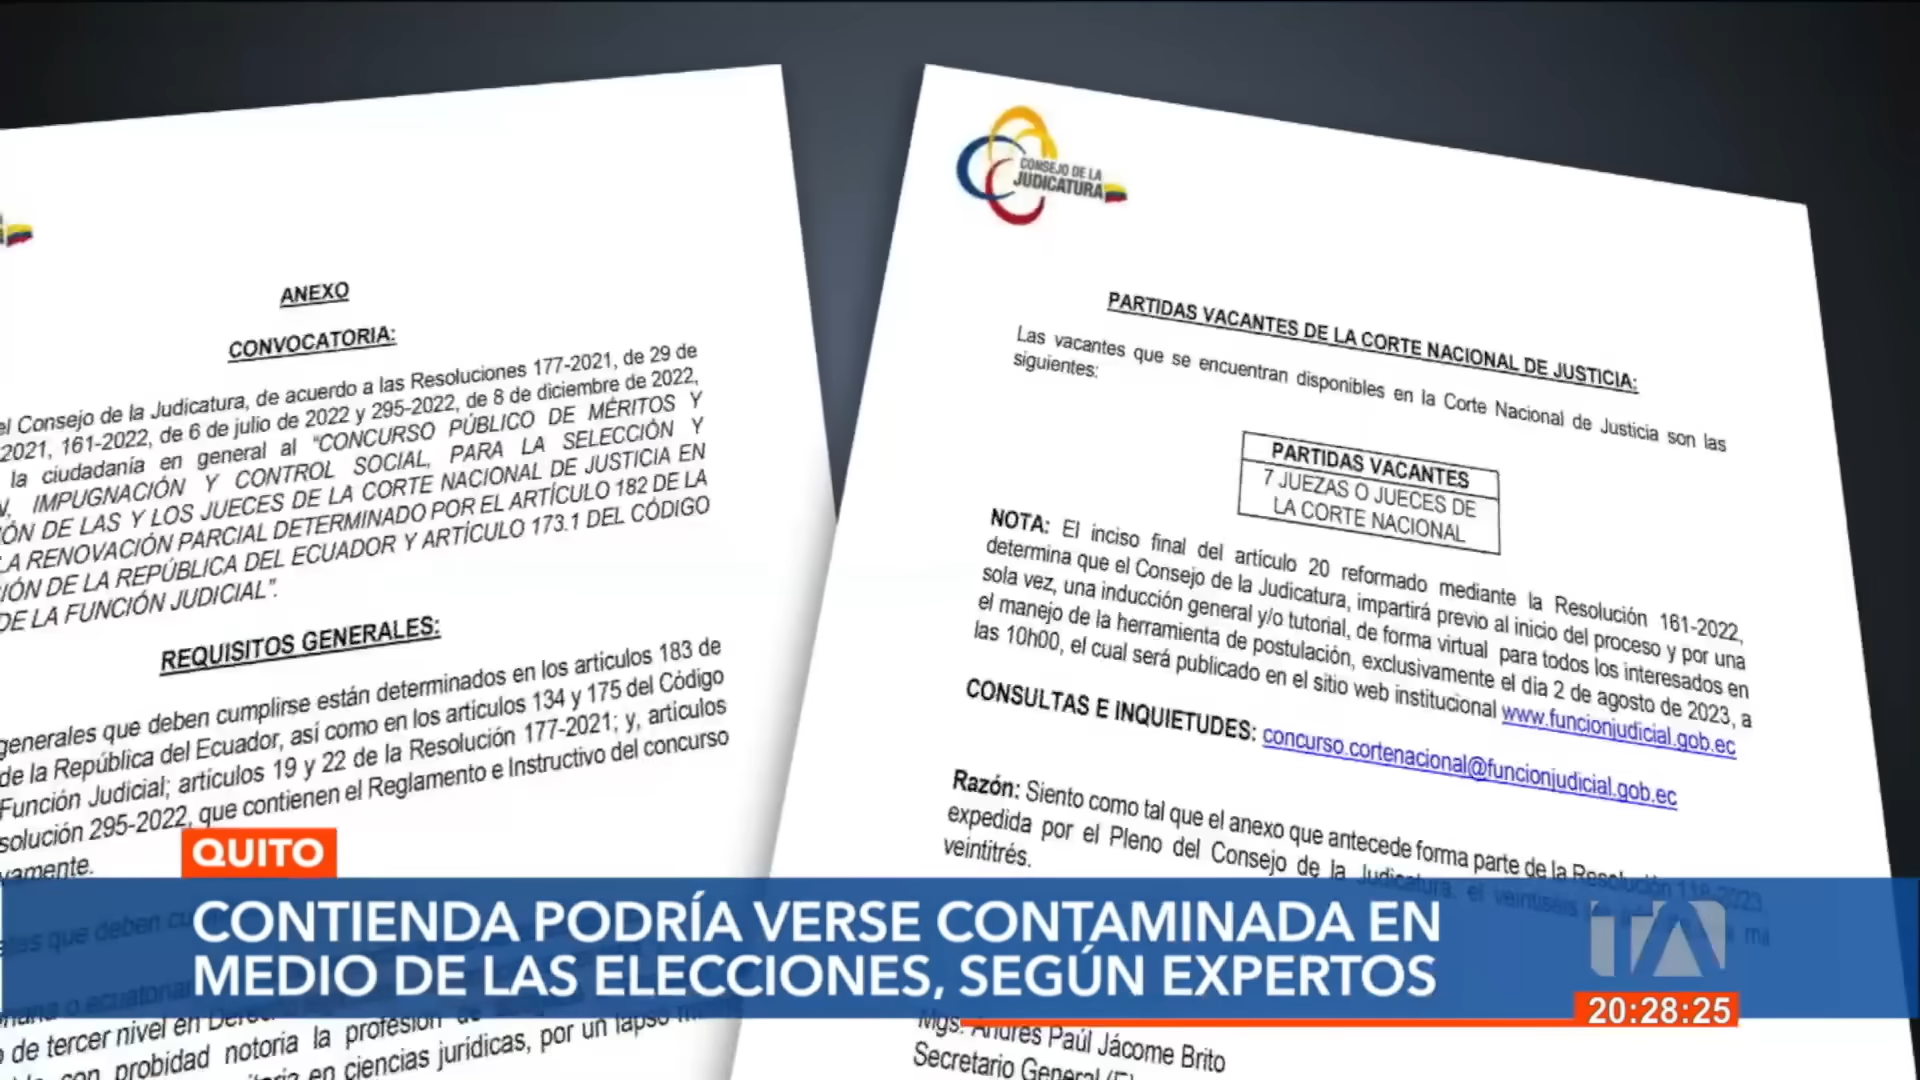 ANEXO
CONVOCATORIA:
el Consejo de la Judicatura, de acuerdo a las Resoluciones 177-2021, de 29 de
2021, 161-2022, de 6 de julio de 2022 y 295-2022, de 8 de diciembre de 2022,
la ciudadanía en general al "CONCURSO PÚBLICO DE MÉRITOS Y
IMPUGNACIÓN Y CONTROL SOCIAL, PARA LA SELECCIÓN Y
IÓN DE LAS Y LOS JUECES DE LA CORTE NACIONAL DE JUSTICIA EN
LA RENOVACIÓN PARCIAL DETERMINADO POR EL ARTÍCULO 182 DE LA
IÓN DE LA REPÚBLICA DEL ECUADOR Y ARTÍCULO 173.1 DEL CÓDIGO
DE LA FUNCIÓN JUDICIAL".
REQUISITOS GENERALES:
generales que deben cumplirse están determinados en los artículos 183 de
de la República del Ecuador, así como en los artículos 134 y 175 del Código
Función Judicial; artículos 19 y 22 de la Resolución 177-2021; y, artículos
solución 295-2022, que contienen el Reglamento e Instructivo del concurso
vamente.
que deben
o ecuatorian
de tercer nivel en
con probidad notoria la profesión de
en ciencias jurídicas, por un lapso
CONSEJO DE LA
JUDICATURA
PARTIDAS VACANTES DE LA CORTE NACIONAL DE JUSTICIA:
Las vacantes que se encuentran disponibles en la Corte Nacional de Justicia son las
siguientes:
PARTIDAS VACANTES
7 JUEZAS O JUECES DE
LA CORTE NACIONAL
NOTA: El inciso final del artículo 20 reformado mediante la Resolución 161-2022,
determina que el Consejo de la Judicatura, impartirá previo al inicio del proceso y por una
sola vez, una inducción general y/o tutorial, de forma virtual para todos los interesados en
el manejo de la herramienta de postulación, exclusivamente el día 2 de agosto de 2023, a
las 10h00, el cual será publicado en el sitio web institucional www.funcionjudicial.gob.ec
CONSULTAS E INQUIETUDES: concurso.cortenacional@funcionjudicial.gob.ec
Razón: Siento como tal que el anexo que antecede forma parte de la Resolución 118-2023,
expedida por el Pleno del Consejo de la Judicatura, el veintiséis
veintitrés.
Mgs. Andrés Paúl Jácome Brito
Secretario General
QUITO
CONTIENDA PODRÍA VERSE CONTAMINADA EN
MEDIO DE LAS ELECCIONES, SEGÚN EXPERTOS
TA
20:28:25